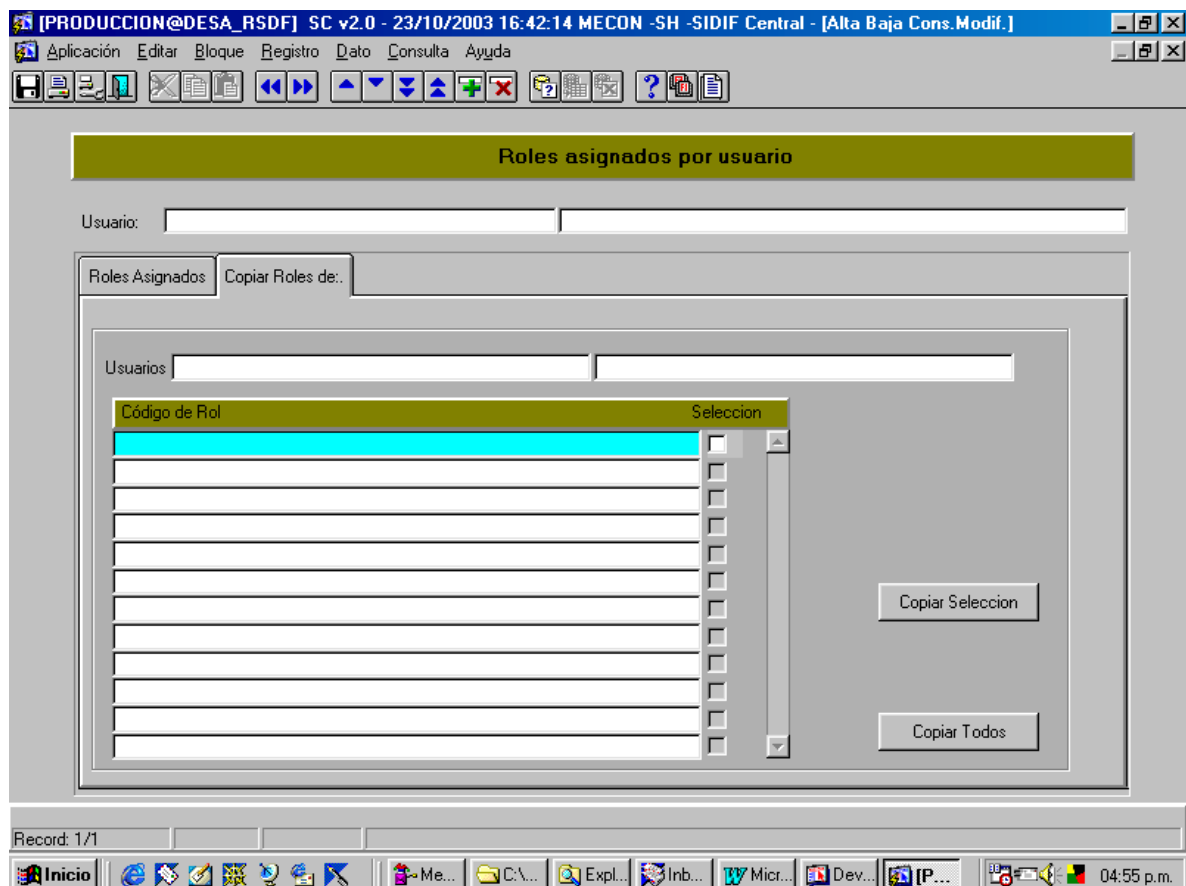 [PRODUCCION@DESA_RSDF] SC v2.0 - 23/10/2003 16:42:14 MECON -SH -SIDIF Central - [Alta Baja Cons.Modif.]
Aplicación Editar Bloque Registro Dato Consulta Ayuda
Roles asignados por usuario
Usuario:
Roles Asignados Copiar Roles de:.
Usuarios
Código de Rol Seleccion
Copiar Seleccion
Copiar Todos
Record: 1/1
Inicio Me... C:\... Expl... Inb... Micr... Dev... [P... 04:55 p.m.